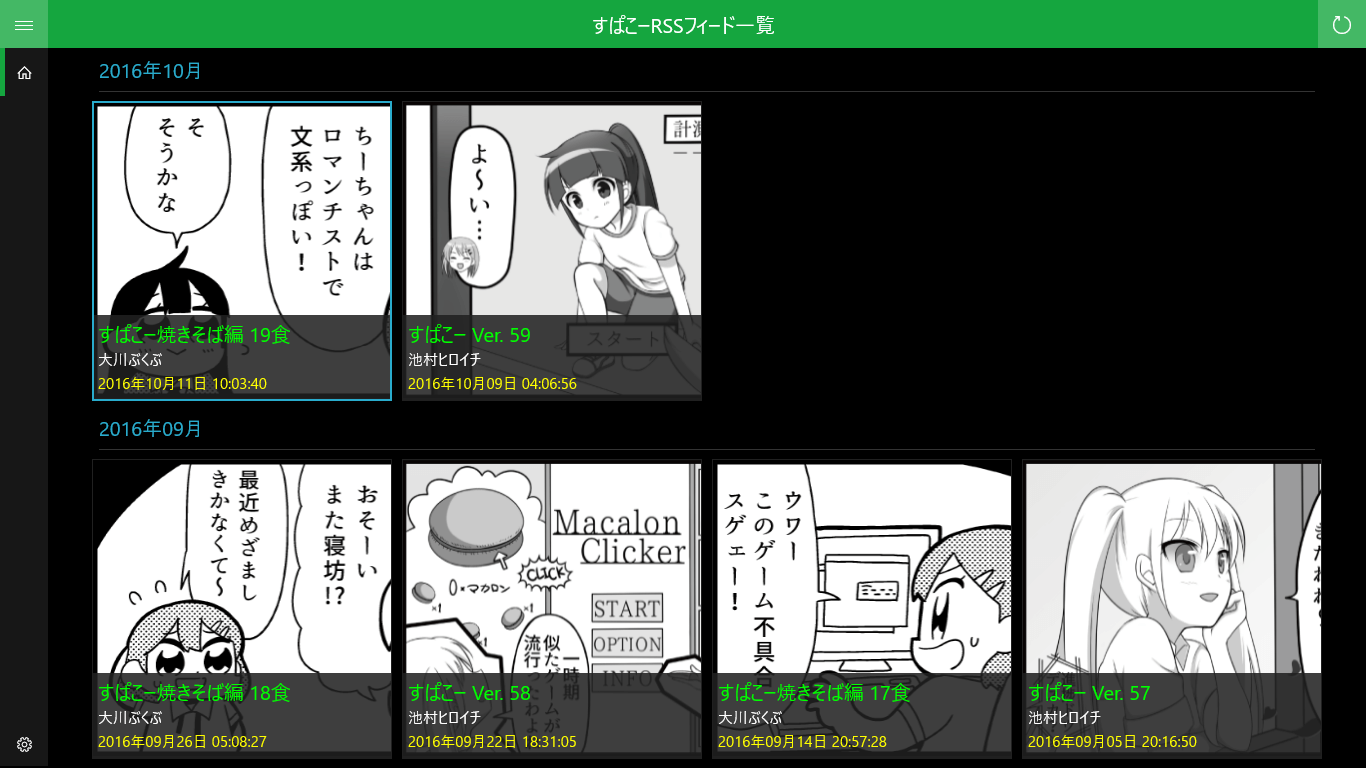 すぱこーRSSフィード一覧
2016年10月
ちーちゃんは
ロマンチストで
文系っぽい！
そ
そうかな
すぱこー焼きそば編 19食
大川ぶくぶ
2016年10月11日 10:03:40
計測
よ〜い…
スタート
すぱこー Ver. 59
池村ヒロイチ
2016年10月09日 04:06:56
2016年09月
おそーい
また寝坊!?
最近めざまし
きかなくて〜
すぱこー焼きそば編 18食
大川ぶくぶ
2016年09月26日 05:08:27
Macalon
Clicker
CLICK
0×マカロン
×1
×1
START
OPTION
INFO
一時期
似たゲームが
流行ったわよ
すぱこー Ver. 58
池村ヒロイチ
2016年09月22日 18:31:05
ウワー
このゲーム不具合
スゲェー！
すぱこー焼きそば編 17食
大川ぶくぶ
2016年09月14日 20:57:28
すぱこー Ver. 57
池村ヒロイチ
2016年09月05日 20:16:50